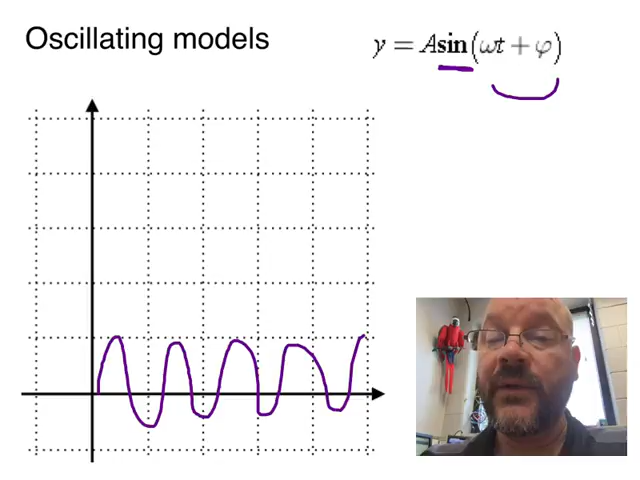 Oscillating models
y = Asin(ωt + φ)